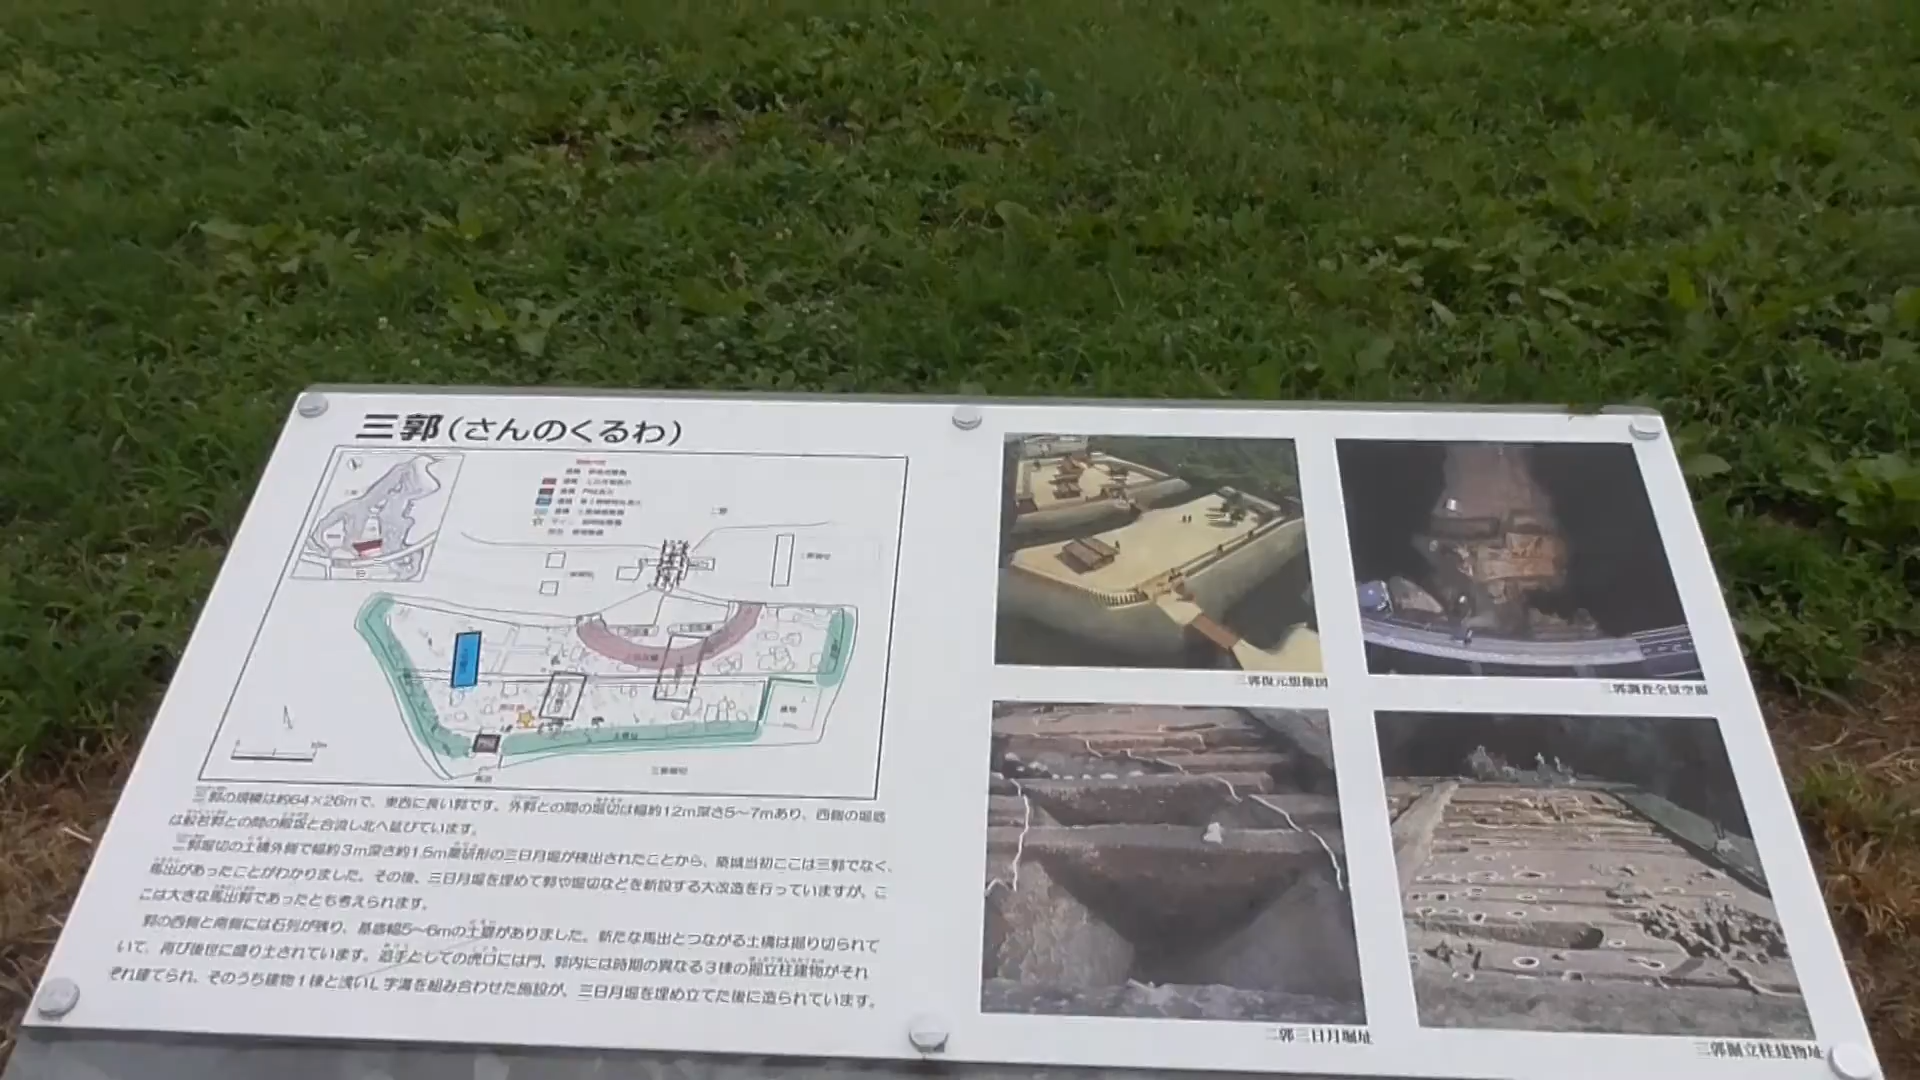 三郭(さんのくるわ)
三郭の規模は約64×26mで、東西に長い郭です。外郭との間の堀切は幅約12m深さ5〜7mあり、西側の堀底
は般若郭との間の殿坂と合流し北へ延びています。
二郭堀切の土橋外側で幅約3m深さ約1.5m薬研形の三日月堀が検出されたことから、築城当初ここは三郭でなく、
馬出があったことがわかりました。その後、三日月堀を埋めて郭や堀切などを新設する大改造を行っていますが、こ
こは大きな馬出郭であったとも考えられます。
郭の西側と南側には石列が残り、基底幅5〜6mの土塁がありました。新たな馬出とつながる土橋は掘り切られて
いて、再び後世に盛り土されています。追手としての虎口には門、郭内には時期の異なる3棟の掘立柱建物がそれ
ぞれ建てられ、そのうち建物1棟と浅いL字溝を組み合わせた施設が、三日月堀を埋め立てた後に造られています。
三郭復元想像図
三郭調査全景空撮
二郭三日月堀址
三郭掘立柱建物址